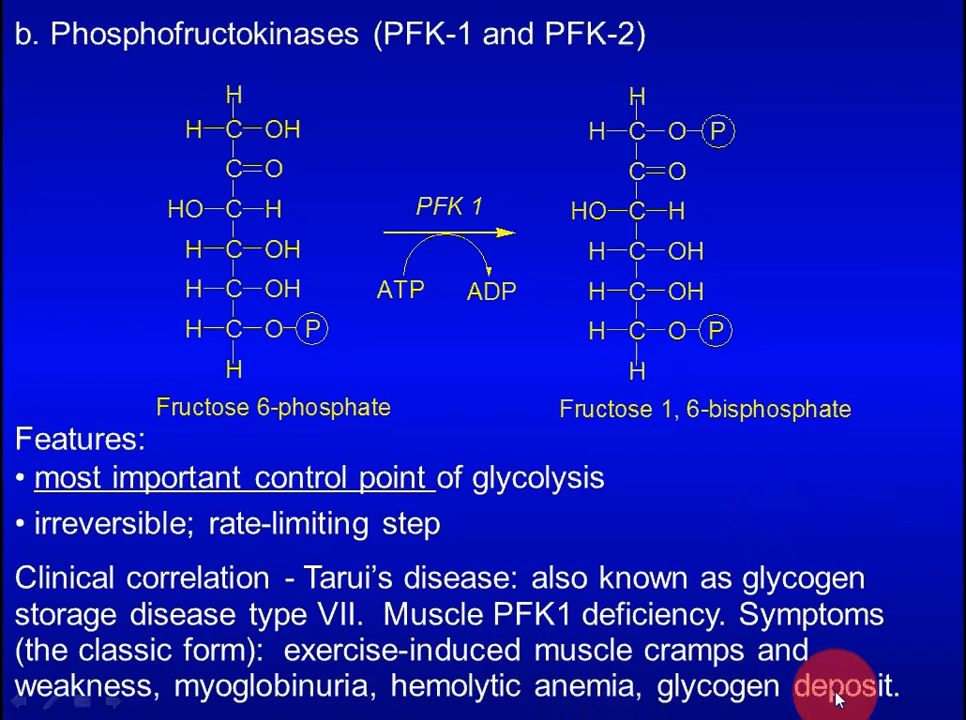 b. Phosphofructokinases (PFK-1 and PFK-2)
H
H–C–OH
C=O
HO–C–H
H–C–OH
H–C–OH
H–C–O–P
H
Fructose 6-phosphate
PFK 1
ATP ADP
H
H–C–O–P
C=O
HO–C–H
H–C–OH
H–C–OH
H–C–O–P
H
Fructose 1, 6-bisphosphate
Features:
• most important control point of glycolysis
• irreversible; rate-limiting step
Clinical correlation - Tarui's disease: also known as glycogen
storage disease type VII. Muscle PFK1 deficiency. Symptoms
(the classic form): exercise-induced muscle cramps and
weakness, myoglobinuria, hemolytic anemia, glycogen deposit.